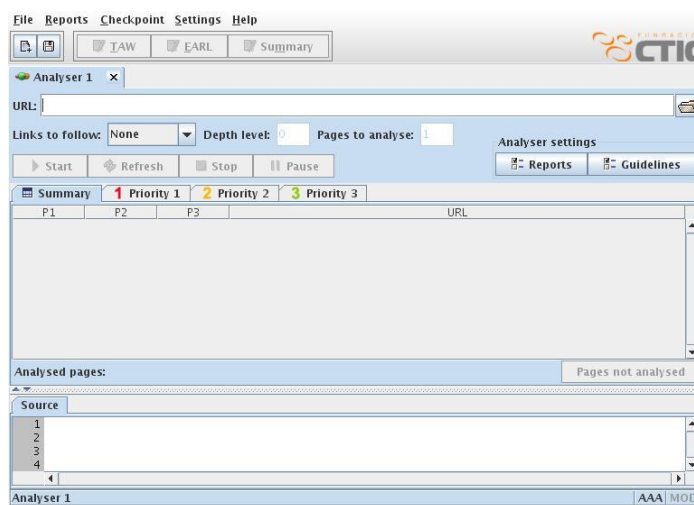 File Reports Checkpoint Settings Help
TAW EARL Summary
FUNDACIÓN
CTIC
Analyser 1 x
URL:
Links to follow: None Depth level: 0 Pages to analyse: 1
Analyser settings
Start Refresh Stop Pause Reports Guidelines
Summary 1 Priority 1 2 Priority 2 3 Priority 3
P1 P2 P3 URL
Analysed pages: Pages not analysed
Source
1
2
3
4
Analyser 1 AAA MOD